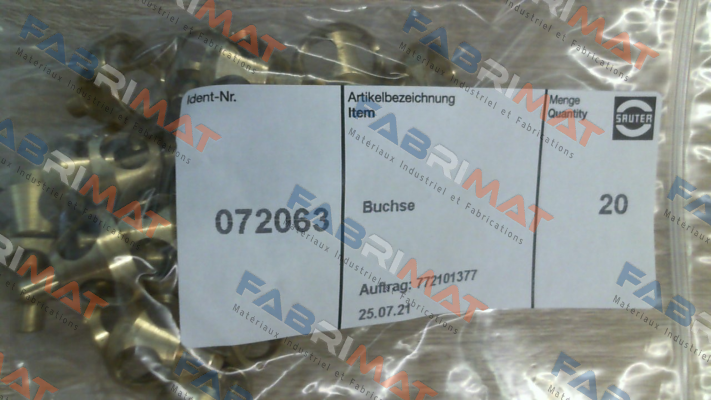 Ident-Nr.
Artikelbezeichnung
Item
Menge
Quantity
SAUTER
072063
Buchse
20
Auftrag: 772101377
25.07.21
FABRIMAT
Materiaux Industriel et Fabrications